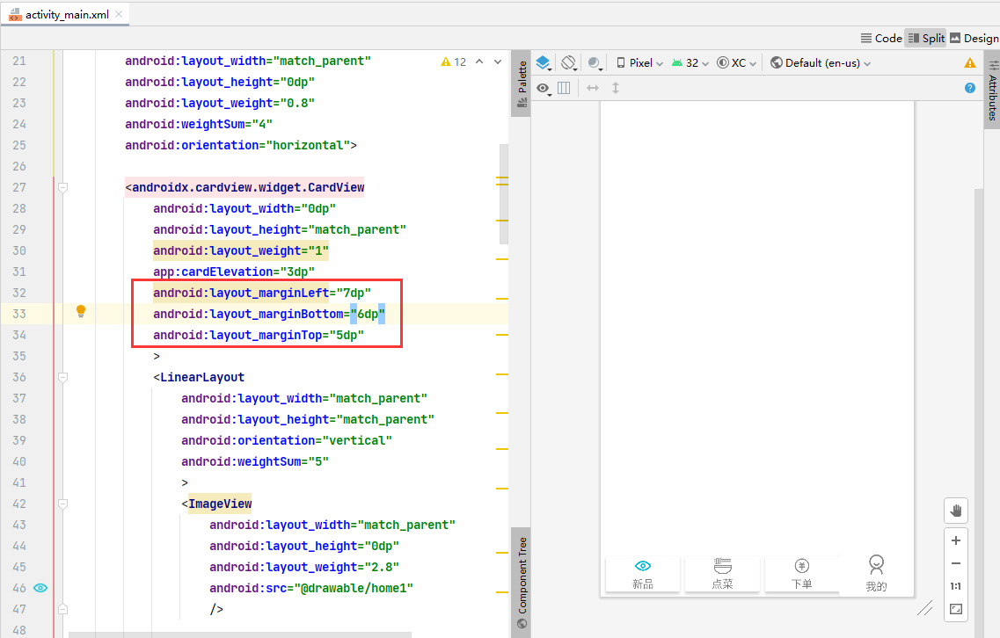 activity_main.xml
Code Split Design
21 android:layout_width="match_parent"
22 android:layout_height="0dp"
23 android:layout_weight="0.8"
24 android:weightSum="4"
25 android:orientation="horizontal">
26
27 <androidx.cardview.widget.CardView
28 android:layout_width="0dp"
29 android:layout_height="match_parent"
30 android:layout_weight="1"
31 app:cardElevation="3dp"
32 android:layout_marginLeft="7dp"
33 android:layout_marginBottom="6dp"
34 android:layout_marginTop="5dp"
35 >
36 <LinearLayout
37 android:layout_width="match_parent"
38 android:layout_height="match_parent"
39 android:orientation="vertical"
40 android:weightSum="5"
41 >
42 <ImageView
43 android:layout_width="match_parent"
44 android:layout_height="0dp"
45 android:layout_weight="2.8"
46 android:src="@drawable/home1"
47 />
48
12
Palette
Component Tree
Pixel 32 XC Default (en-us)
Attributes
新品 点菜 下单 我的
1:1